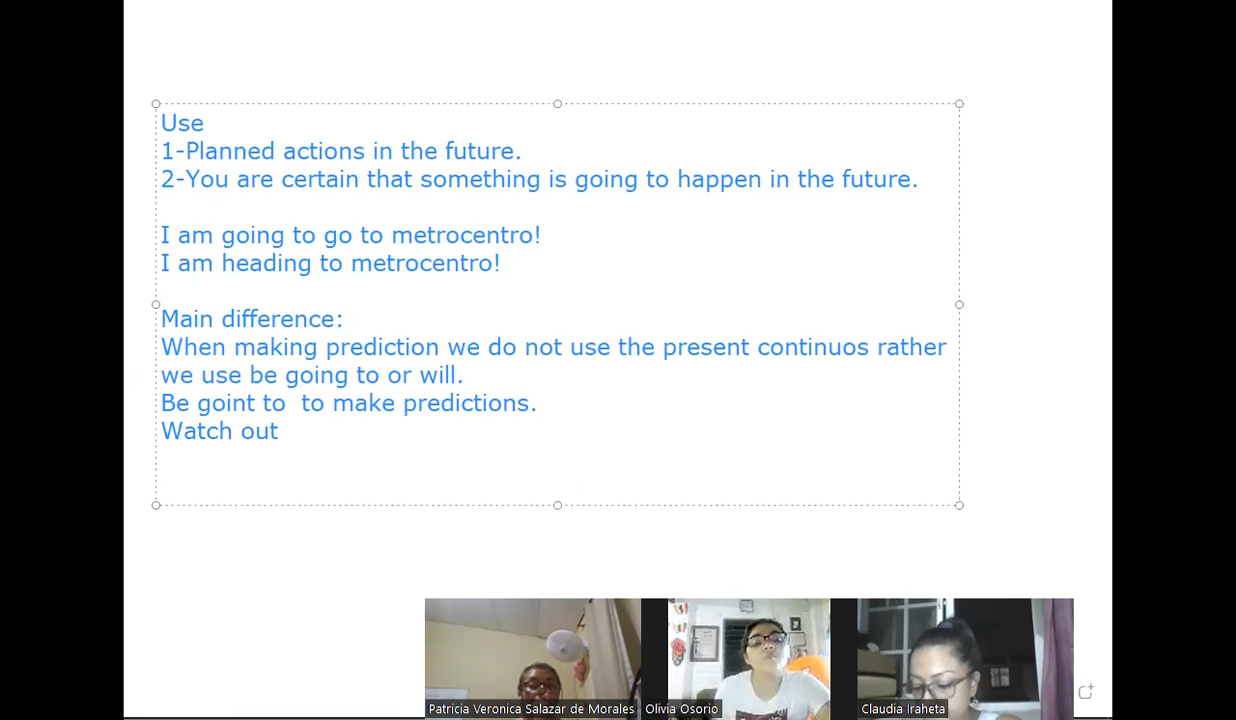 Use
1-Planned actions in the future.
2-You are certain that something is going to happen in the future.
I am going to go to metrocentro!
I am heading to metrocentro!
Main difference:
When making prediction we do not use the present continuos rather
we use be going to or will.
Be goint to  to make predictions.
Watch out
Patricia Veronica Salazar de Morales
Olivia Osorio
Claudia Iraheta